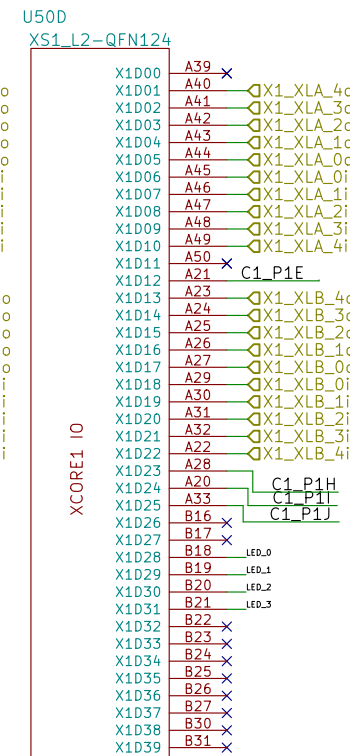 U50D
XS1_L2-QFN124
X1D00 A39
o X1D01 A40 X1_XLA_4o
o X1D02 A41 X1_XLA_3o
o X1D03 A42 X1_XLA_2o
o X1D04 A43 X1_XLA_1o
o X1D05 A44 X1_XLA_0o
i X1D06 A45 X1_XLA_0i
i X1D07 A46 X1_XLA_1i
i X1D08 A47 X1_XLA_2i
i X1D09 A48 X1_XLA_3i
i X1D10 A49 X1_XLA_4i
X1D11 A50
X1D12 A21 C1_P1E
o X1D13 A23 X1_XLB_4o
o X1D14 A24 X1_XLB_3o
o X1D15 A25 X1_XLB_2o
o X1D16 A26 X1_XLB_1o
o X1D17 A27 X1_XLB_0o
i X1D18 A29 X1_XLB_0i
i X1D19 A30 X1_XLB_1i
i X1D20 A31 X1_XLB_2i
i X1D21 A32 X1_XLB_3i
i X1D22 A22 X1_XLB_4i
X1D23 A28 C1_P1H
X1D24 A20 C1_P1I
X1D25 A33 C1_P1J
X1D26 B16
X1D27 B17
X1D28 B18 LED_0
X1D29 B19 LED_1
X1D30 B20 LED_2
X1D31 B21 LED_3
X1D32 B22
X1D33 B23
X1D34 B24
X1D35 B25
X1D36 B26
X1D37 B27
X1D38 B30
X1D39 B31
XCORE1 IO